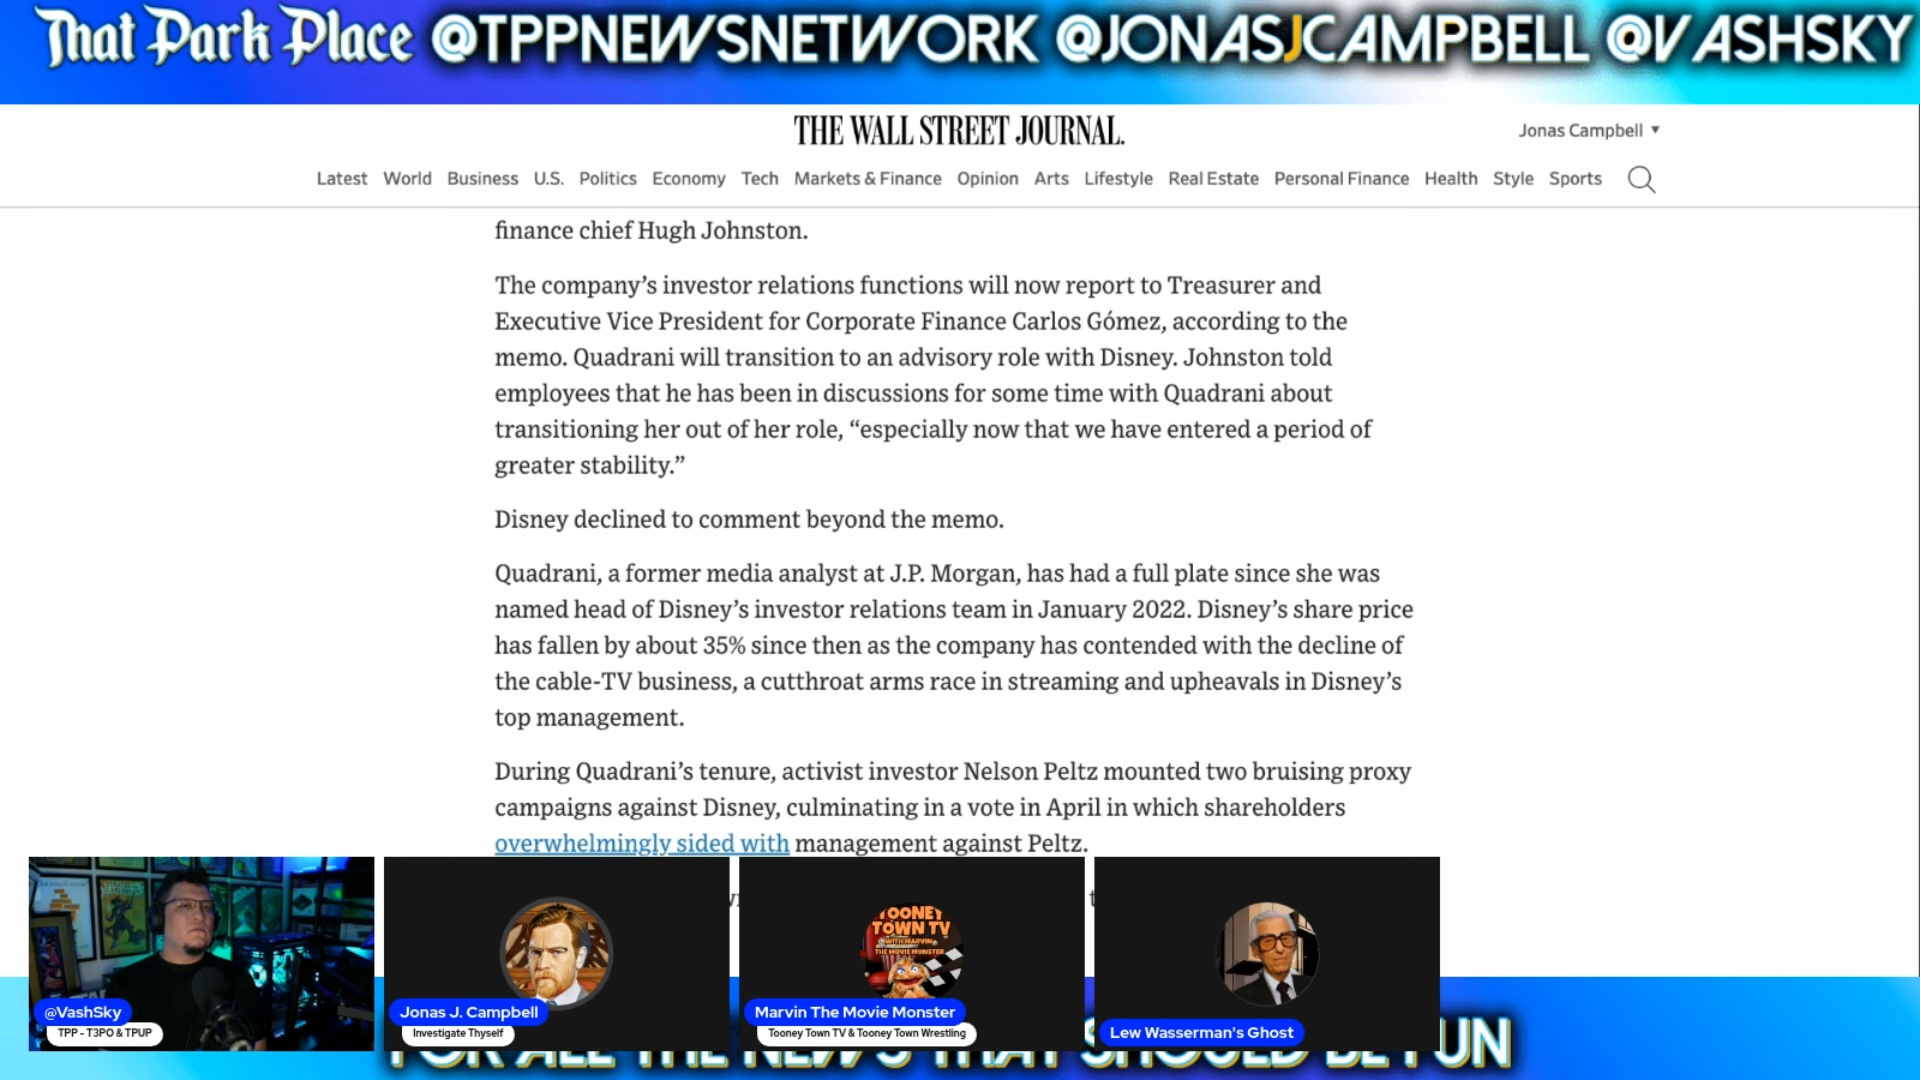 That Park Place @TPPNEWSNETWORK @JONASJCAMPBELL @VASHSKY
THE WALL STREET JOURNAL.
Jonas Campbell ▼
Latest World Business U.S. Politics Economy Tech Markets & Finance Opinion Arts Lifestyle Real Estate Personal Finance Health Style Sports
finance chief Hugh Johnston.
The company’s investor relations functions will now report to Treasurer and
Executive Vice President for Corporate Finance Carlos Gómez, according to the
memo. Quadrani will transition to an advisory role with Disney. Johnston told
employees that he has been in discussions for some time with Quadrani about
transitioning her out of her role, “especially now that we have entered a period of
greater stability.”
Disney declined to comment beyond the memo.
Quadrani, a former media analyst at J.P. Morgan, has had a full plate since she was
named head of Disney’s investor relations team in January 2022. Disney’s share price
has fallen by about 35% since then as the company has contended with the decline of
the cable-TV business, a cutthroat arms race in streaming and upheavals in Disney’s
top management.
During Quadrani’s tenure, activist investor Nelson Peltz mounted two bruising proxy
campaigns against Disney, culminating in a vote in April in which shareholders
overwhelmingly sided with management against Peltz.
TOONEY
TOWN TV
WITH MARVIN
THE MOVIE MONSTER
@VashSky
TPP - T3PO & TPUP
Jonas J. Campbell
Investigate Thyself
Marvin The Movie Monster
Tooney Town TV & Tooney Town Wrestling
Lew Wasserman's Ghost
FOR ALL THE NEWS THAT SHOULD BE FUN